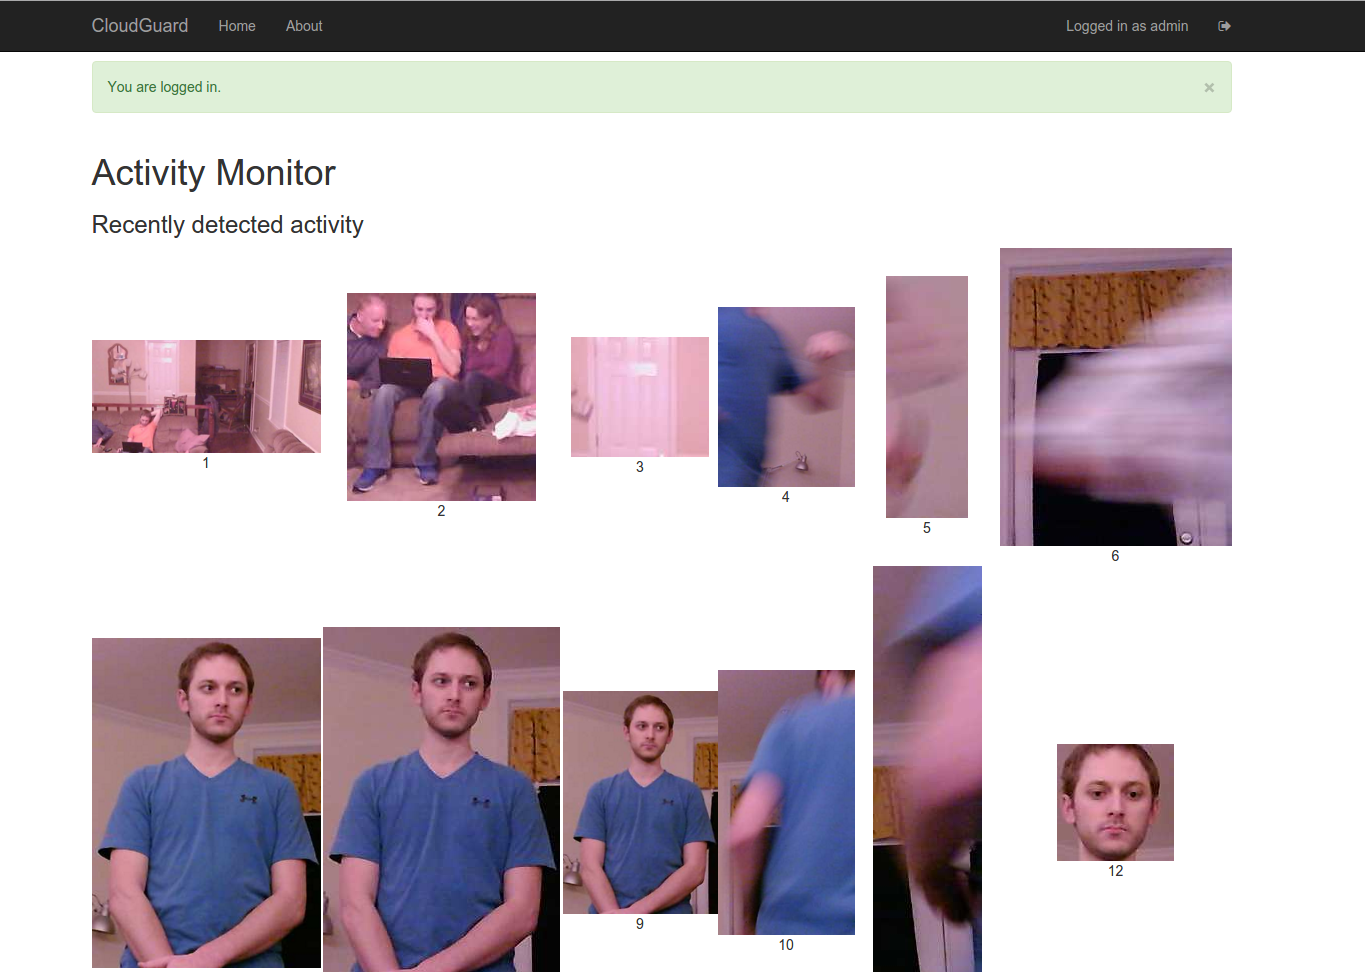 CloudGuard Home About Logged in as admin
You are logged in. ×
Activity Monitor
Recently detected activity
1
2
3
4
5
6
9
10
12